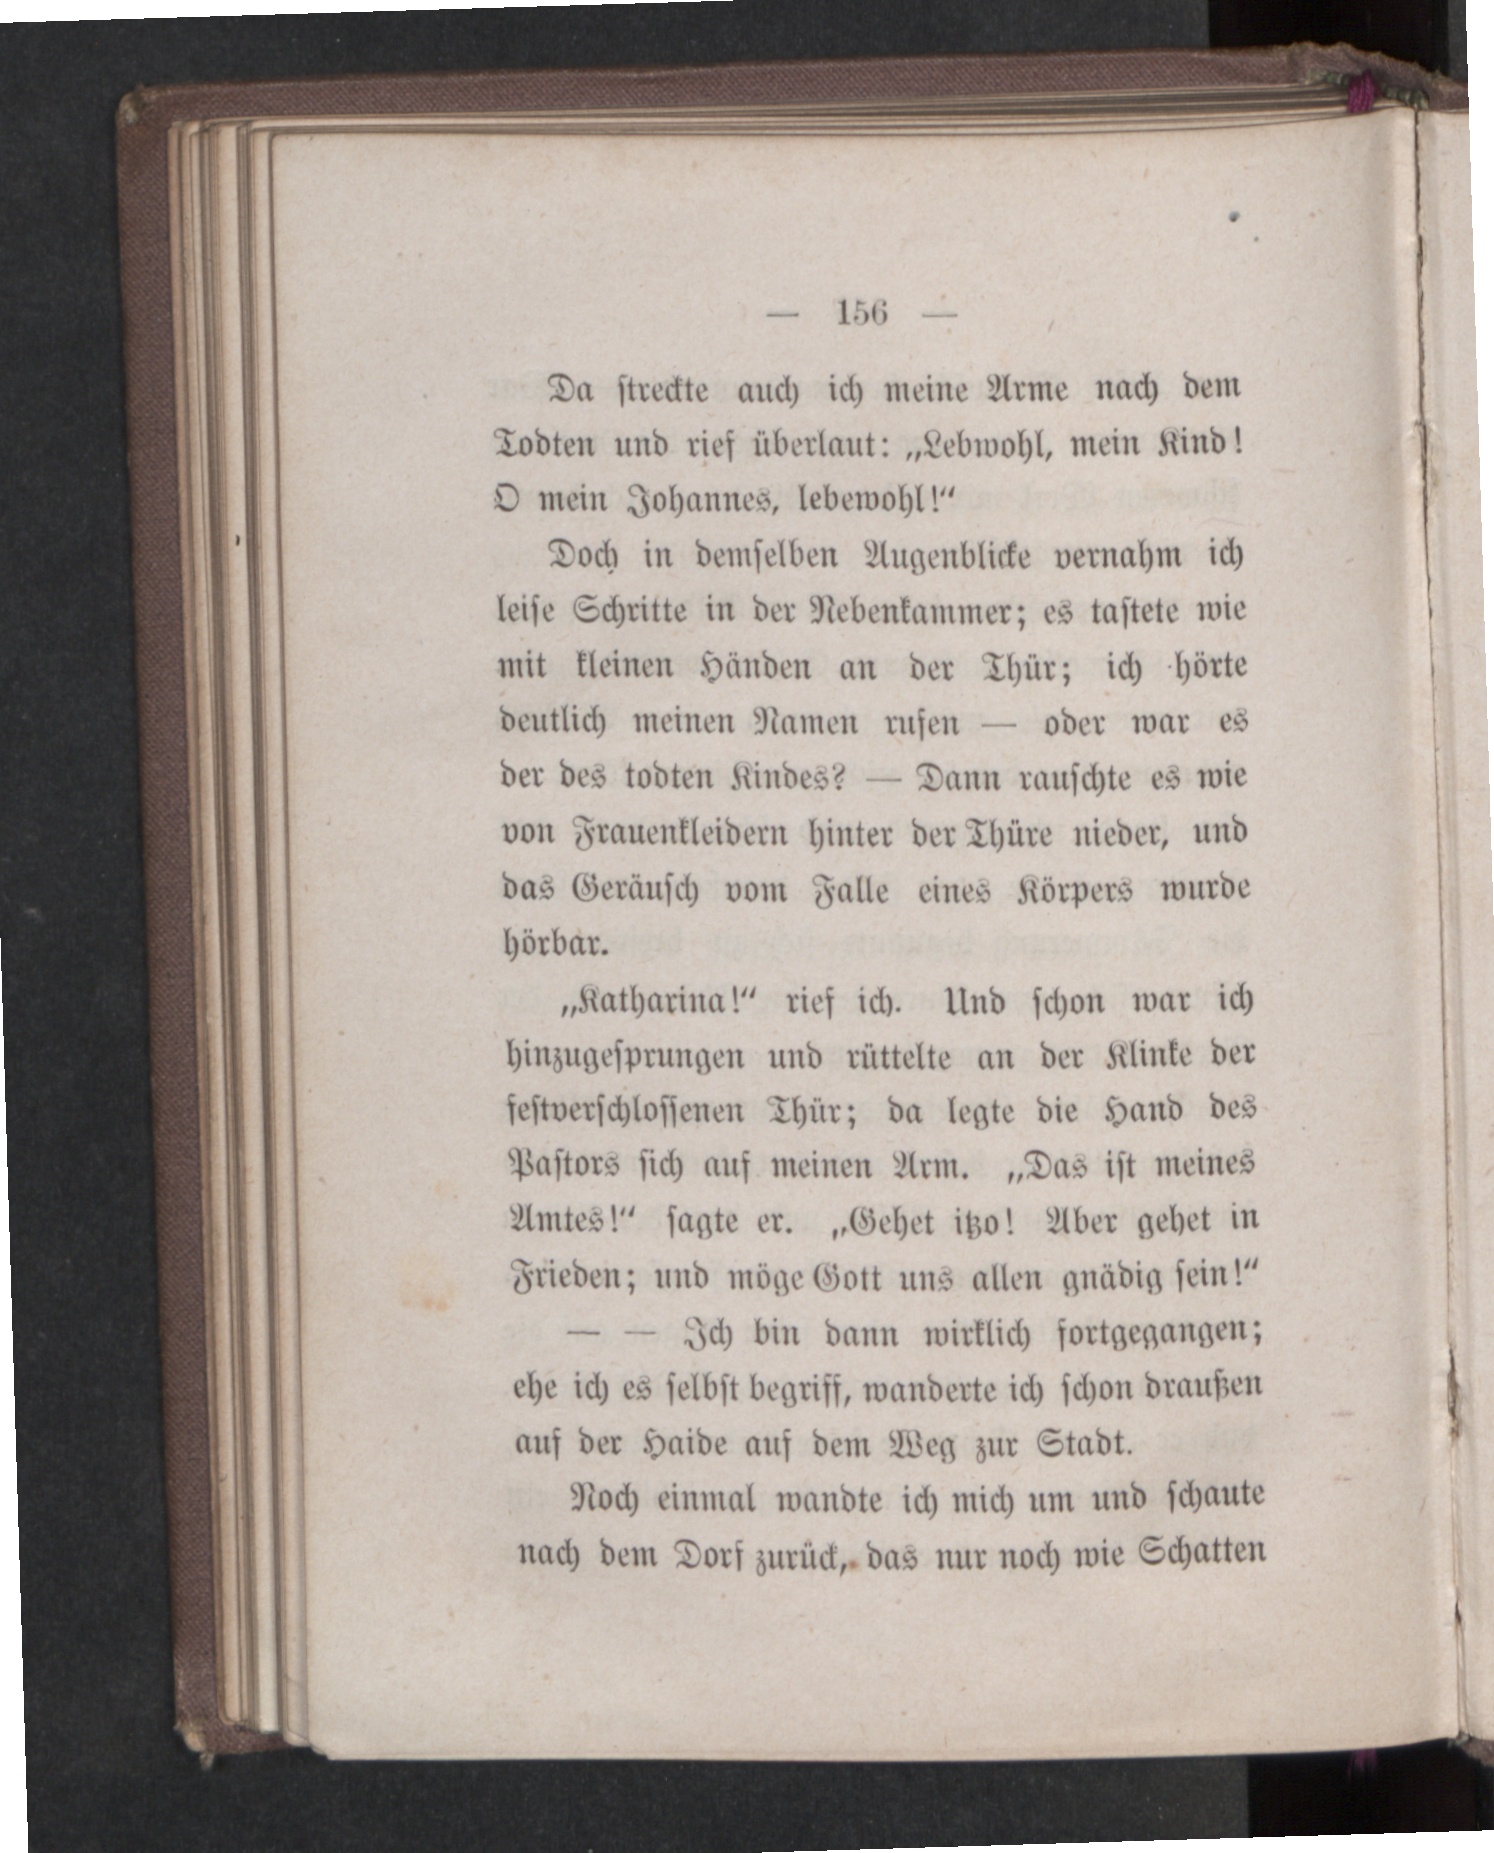 — 156 —
Da streckte auch ich meine Arme nach dem
Todten und rief überlaut: „Lebwohl, mein Kind!
O mein Johannes, lebewohl!“
Doch in demselben Augenblicke vernahm ich
leise Schritte in der Nebenkammer; es tastete wie
mit kleinen Händen an der Thür; ich hörte
deutlich meinen Namen rufen — oder war es
der des todten Kindes? — Dann rauschte es wie
von Frauenkleidern hinter der Thüre nieder, und
das Geräusch vom Falle eines Körpers wurde
hörbar.
„Katharina!“ rief ich. Und schon war ich
hinzugesprungen und rüttelte an der Klinke der
festverschlossenen Thür; da legte die Hand des
Pastors sich auf meinen Arm. „Das ist meines
Amtes!“ sagte er. „Gehet itzo! Aber gehet in
Frieden; und möge Gott uns allen gnädig sein!“
— — Ich bin dann wirklich fortgegangen;
ehe ich es selbst begriff, wanderte ich schon draußen
auf der Haide auf dem Weg zur Stadt.
Noch einmal wandte ich mich um und schaute
nach dem Dorf zurück, das nur noch wie Schatten